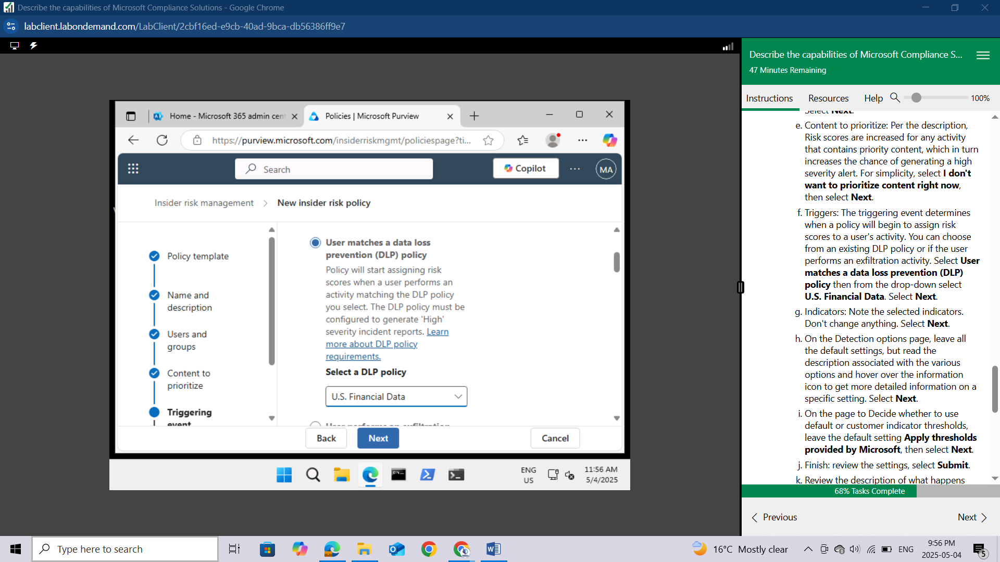 Describe the capabilities of Microsoft Compliance Solutions - Google Chrome
labclient.labondemand.com/LabClient/2cbf16ed-e9cb-40ad-9bca-db56386ff9e7
Home - Microsoft 365 admin cent
Policies | Microsoft Purview
https://purview.microsoft.com/insiderriskmgmt/policiespage?ti...
Search
Copilot
MA
Insider risk management > New insider risk policy
Policy template
Name and
description
Users and
groups
Content to
prioritize
Triggering
event
User matches a data loss
prevention (DLP) policy
Policy will start assigning risk
scores when a user performs an
activity matching the DLP policy
you select. The DLP policy must be
configured to generate 'High'
severity incident reports. Learn
more about DLP policy
requirements.
Select a DLP policy
U.S. Financial Data
User performs an exfiltration
Back
Next
Cancel
ENG
US
11:56 AM
5/4/2025
Describe the capabilities of Microsoft Compliance S...
47 Minutes Remaining
Instructions
Resources
Help
100%
Select Next.
e. Content to prioritize: Per the description,
Risk scores are increased for any activity
that contains priority content, which in turn
increases the chance of generating a high
severity alert. For simplicity, select I don't
want to prioritize content right now,
then select Next.
f. Triggers: The triggering event determines
when a policy will begin to assign risk
scores to a user's activity. You can choose
from an existing DLP policy or if the user
performs an exfiltration activity. Select User
matches a data loss prevention (DLP)
policy then from the drop-down select
U.S. Financial Data. Select Next.
g. Indicators: Note the selected indicators.
Don't change anything. Select Next.
h. On the Detection options page, leave all
the default settings, but read the
description associated with the various
options and hover over the information
icon to get more detailed information on a
specific setting. Select Next.
i. On the page to Decide whether to use
default or customer indicator thresholds,
leave the default setting Apply thresholds
provided by Microsoft, then select Next.
j. Finish: review the settings, select Submit.
k. Review the description of what happens
68% Tasks Complete
Previous
Next
Type here to search
16°C Mostly clear
ENG
9:56 PM
2025-05-04
5